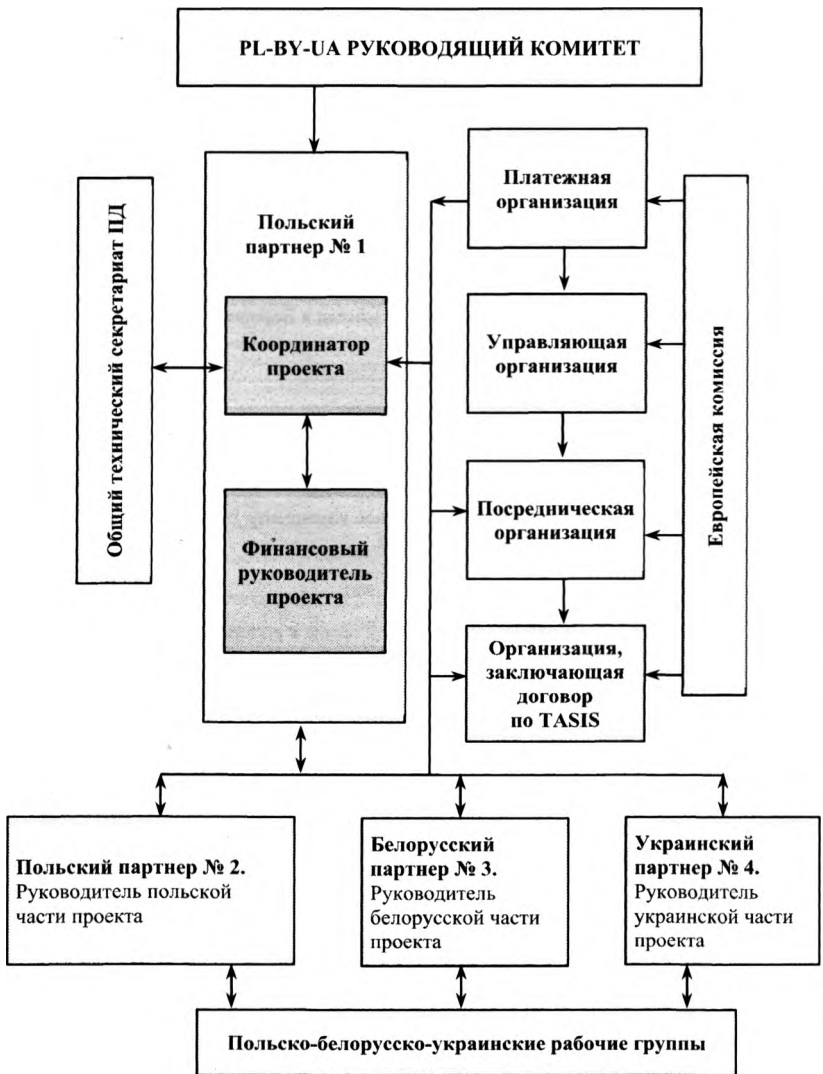 PL-BY-UA РУКОВОДЯЩИЙ КОМИТЕТ
Общий технический секретариат ПД
Польский
партнер № 1
Координатор
проекта
Финансовый
руководитель
проекта
Платежная
организация
Управляющая
организация
Посредническая
организация
Организация,
заключающая
договор
по TASIS
Европейская комиссия
Польский партнер № 2.
Руководитель польской
части проекта
Белорусский
партнер № 3.
Руководитель
белорусской части
проекта
Украинский
партнер № 4.
Руководитель
украинской части
проекта
Польско-белорусско-украинские рабочие группы